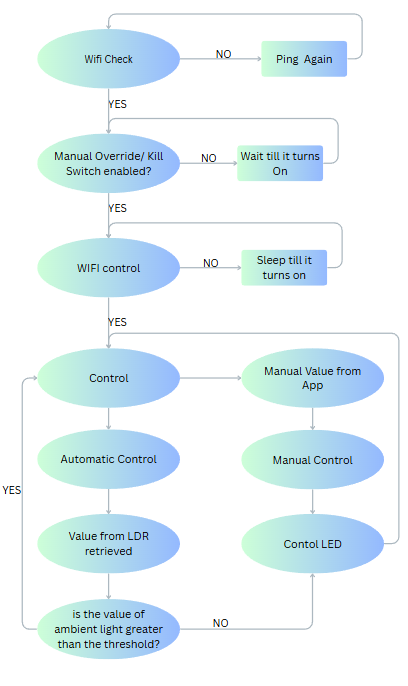 Wifi Check
NO
Ping Again
YES
Manual Override/ Kill
Switch enabled?
NO
Wait till it turns
On
YES
WIFI control
NO
Sleep till it
turns on
YES
Control
Manual Value from
App
Automatic Control
Manual Control
YES
Value from LDR
retrieved
Contol LED
is the value of
ambient light greater
than the threshold?
NO